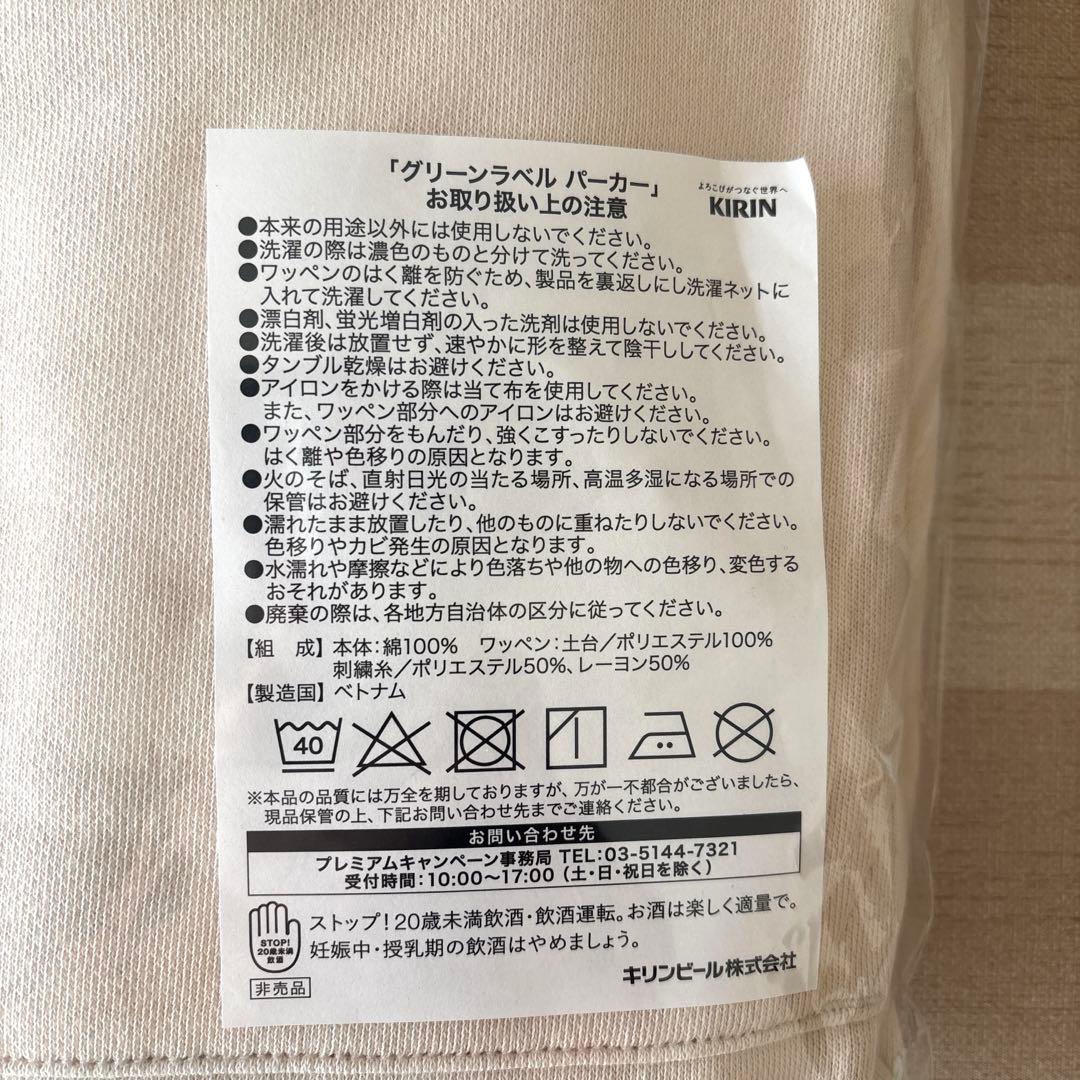 「グリーンラベル パーカー」
お取り扱い上の注意
よろこびがつなぐ世界へ
KIRIN
●本来の用途以外には使用しないでください。
●洗濯の際は濃色のものと分けて洗ってください。
●ワッペンのはく離を防ぐため、製品を裏返しにし洗濯ネットに
入れて洗濯してください。
●漂白剤、蛍光増白剤の入った洗剤は使用しないでください。
●洗濯後は放置せず、速やかに形を整えて陰干ししてください。
●タンブル乾燥はお避けください。
●アイロンをかける際は当て布を使用してください。
また、ワッペン部分へのアイロンはお避けください。
●ワッペン部分をもんだり、強くこすったりしないでください。
はく離や色移りの原因となります。
●火のそば、直射日光の当たる場所、高温多湿になる場所での
保管はお避けください。
●濡れたまま放置したり、他のものに重ねたりしないでください。
色移りやカビ発生の原因となります。
●水濡れや摩擦などにより色落ちや他の物への色移り、変色する
おそれがあります。
●廃棄の際は、各地方自治体の区分に従ってください。
【組 成】本体：綿100% ワッペン：土台／ポリエステル100%
刺繍糸／ポリエステル50%、レーヨン50%
【製造国】ベトナム
40
※本品の品質には万全を期しておりますが、万が一不都合がございましたら、
現品保管の上、下記お問い合わせ先までご連絡ください。
お問い合わせ先
プレミアムキャンペーン事務局 TEL：03-5144-7321
受付時間：10:00〜17:00（土・日・祝日を除く）
STOP!
20歳未満
飲酒
ストップ！20歳未満飲酒・飲酒運転。お酒は楽しく適量で。
妊娠中・授乳期の飲酒はやめましょう。
キリンビール株式会社
非売品